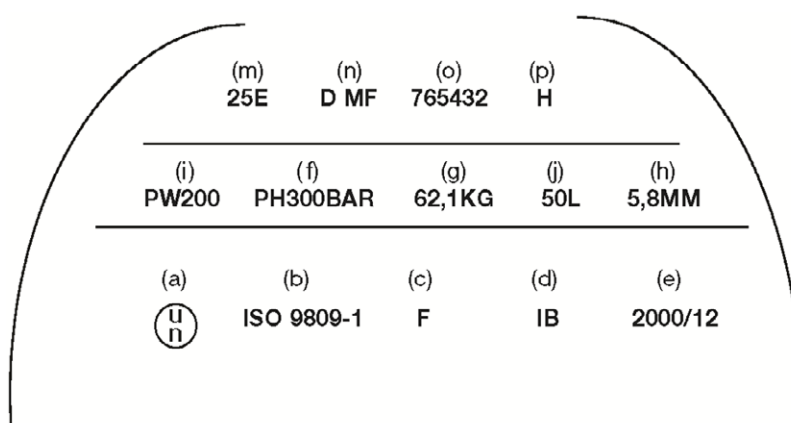 (m) (n) (o) (p)
25E D MF 765432 H
(i) (f) (g) (j) (h)
PW200 PH300BAR 62,1KG 50L 5,8MM
(a) (b) (c) (d) (e)
u n ISO 9809-1 F IB 2000/12